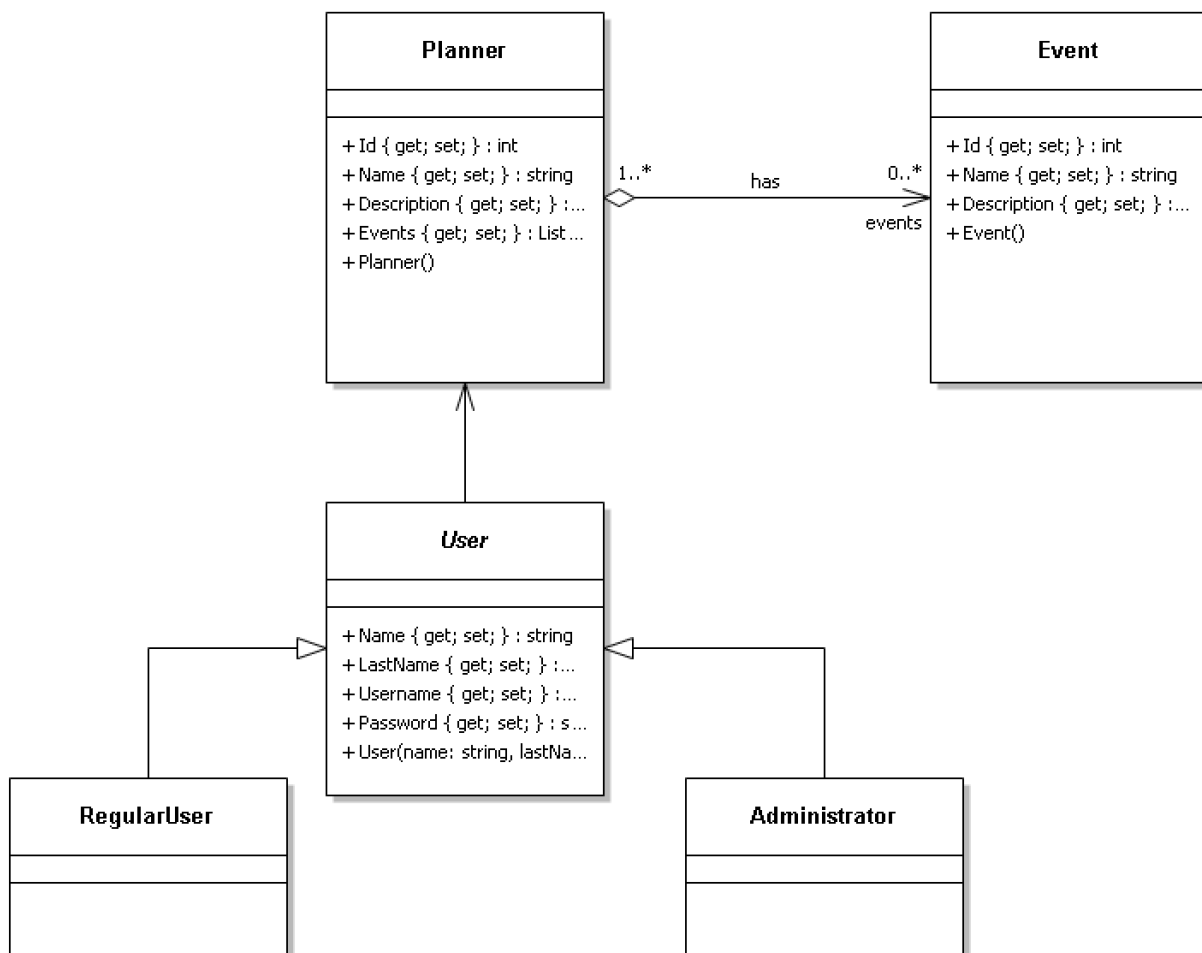 Planner
+ Id { get; set; } : int
+ Name { get; set; } : string
+ Description { get; set; } :...
+ Events { get; set; } : List ...
+ Planner()
1..*
has
0..*
events
Event
+ Id { get; set; } : int
+ Name { get; set; } : string
+ Description { get; set; } :...
+ Event()
User
+ Name { get; set; } : string
+ LastName { get; set; } :...
+ Username { get; set; } :...
+ Password { get; set; } : s...
+ User(name: string, lastNa...
RegularUser
Administrator